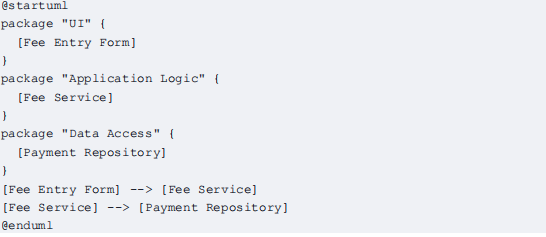 @startuml
package "UI" {
  [Fee Entry Form]
}
package "Application Logic" {
  [Fee Service]
}
package "Data Access" {
  [Payment Repository]
}
[Fee Entry Form] --> [Fee Service]
[Fee Service] --> [Payment Repository]
@enduml